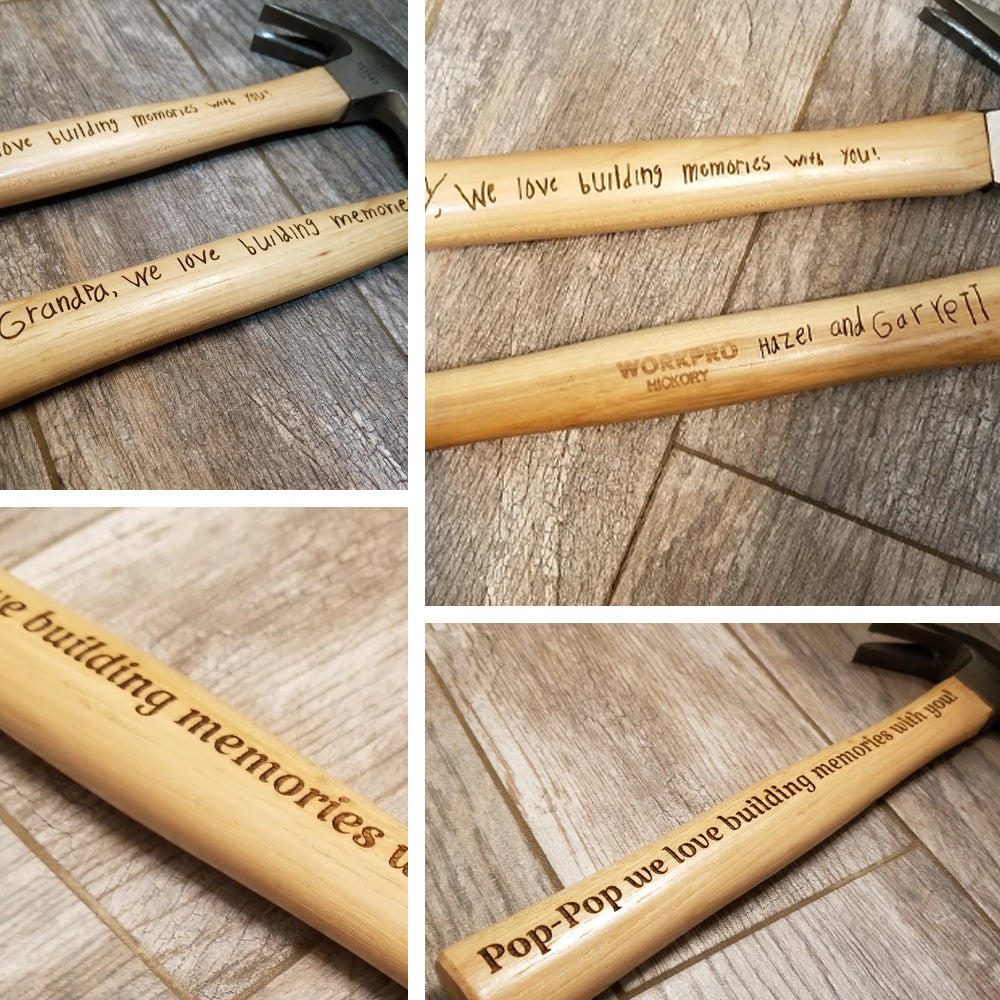 love building memories with you!
Grandpa, We love building memories
y, We love building memories with you!
WORKPRO Hazel and Garrett
HICKORY
we building memories
Pop-Pop we love building memories with you!